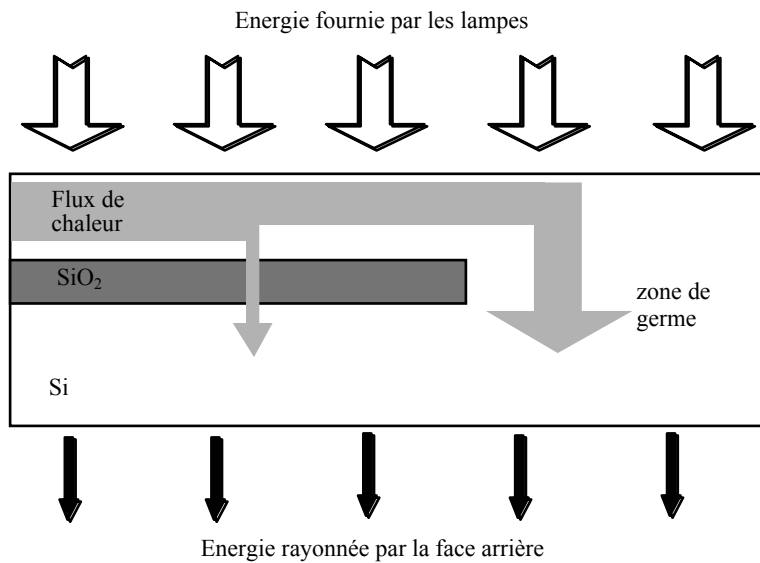 Energie fournie par les lampes
Flux de
chaleur
SiO₂
zone de
germe
Si
Energie rayonnée par la face arrière